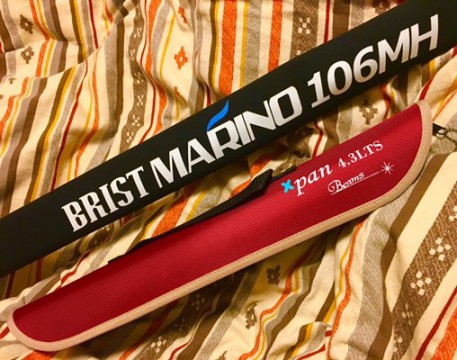 BRIST MARINO 106MH
xpan 4.3LTS
Beams